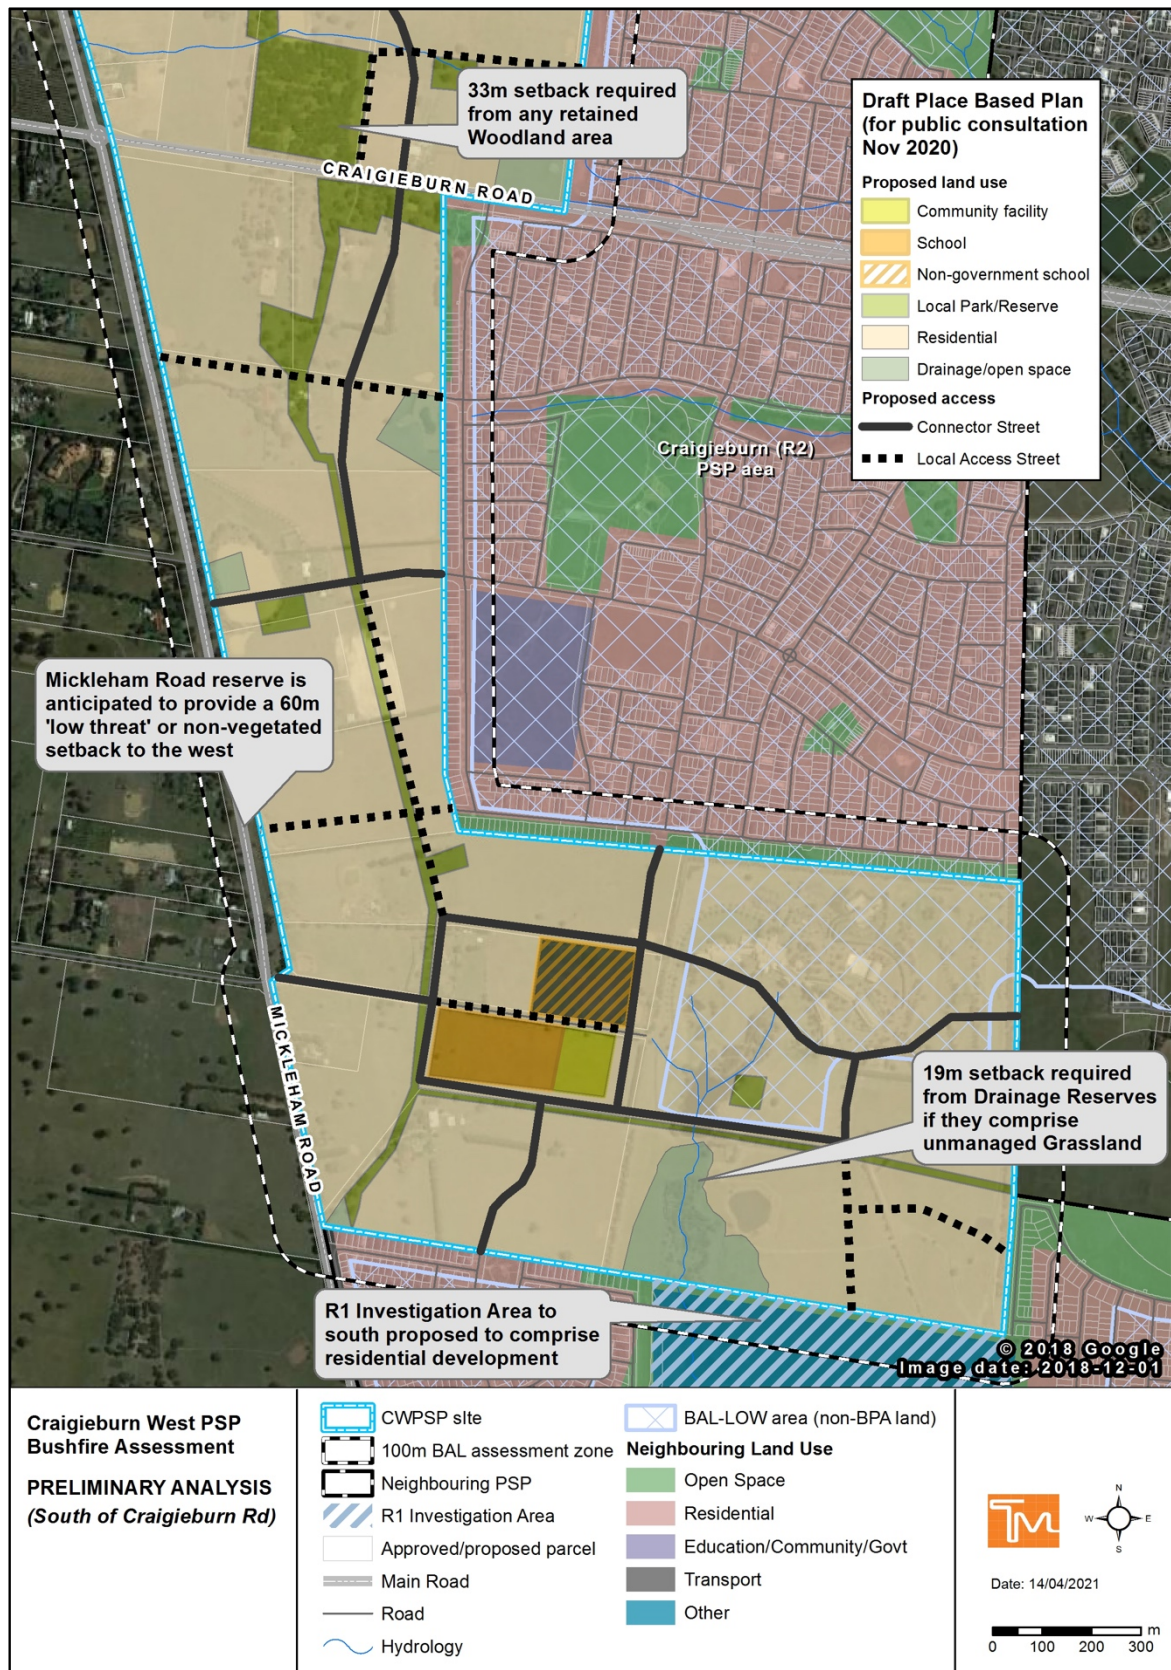 33m setback required
from any retained
Woodland area
CRAIGIEBURN ROAD
Draft Place Based Plan
(for public consultation
Nov 2020)
Proposed land use
Community facility
School
Non-government school
Local Park/Reserve
Residential
Drainage/open space
Proposed access
Connector Street
Local Access Street
Craigieburn (R2)
PSP aea
Mickleham Road reserve is
anticipated to provide a 60m
'low threat' or non-vegetated
setback to the west
MICKLEHAM ROAD
19m setback required
from Drainage Reserves
if they comprise
unmanaged Grassland
R1 Investigation Area to
south proposed to comprise
residential development
© 2018 Google
Image date: 2018-12-01
Craigieburn West PSP
Bushfire Assessment
PRELIMINARY ANALYSIS
(South of Craigieburn Rd)
CWPSP sIte
100m BAL assessment zone
Neighbouring PSP
R1 Investigation Area
Approved/proposed parcel
Main Road
Road
Hydrology
BAL-LOW area (non-BPA land)
Neighbouring Land Use
Open Space
Residential
Education/Community/Govt
Transport
Other
TM
N
W E
S
Date: 14/04/2021
m
0 100 200 300